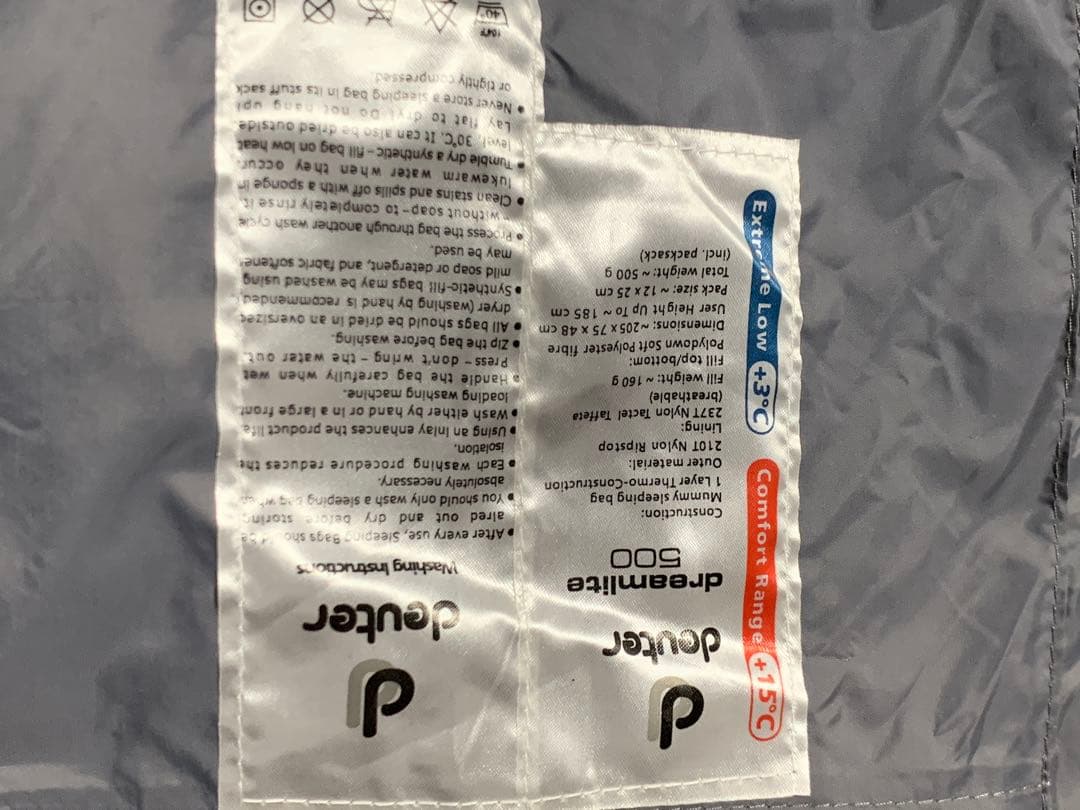 deuter
dreamlite
500
Construction:
Mummy sleeping bag
1 Layer Thermo-Construction
Outer material:
210T Nylon Ripstop
Lining:
237T Nylon Tactel Taffeta
(breathable)
Fill weight: ~ 160 g
Fill top/bottom:
Polydown Soft Polyester fibre
Dimensions: ~205 x 75 x 48 cm
User Height Up To ~ 185 cm
Pack size: ~ 12 x 25 cm
Total weight: ~ 500 g
(incl. packsack)
Comfort Range +15°C
Extreme Low +3°C
deuter
Washing Instructions
• After every use, Sleeping Bags should be
aired out and dry before storing
• You should only wash a sleeping bag when
absolutely necessary.
• Each washing procedure reduces the
isolation.
• Using an inlay enhances the product life
• Wash either by hand or in a large front
loading washing machine.
• Handle the bag carefully when wet
Press - don't wring - the water out.
• Zip the bag before washing.
• All bags should be dried in an oversized
dryer (washing by hand is recommended)
• Synthetic-fill bags may be washed using
mild soap or detergent, and fabric softener
may be used.
• Process the bag through another wash cycle
- without soap - to completely rinse it.
• Clean stains and spills off with a sponge in
lukewarm water when they occur.
• Tumble dry a synthetic – fill bag on low heat
level, 30°C. It can also be dried outside
Lay flat to dry! Do not hang up!
• Never store a sleeping bag in its stuff sack
or tightly compressed.
104°F
40°